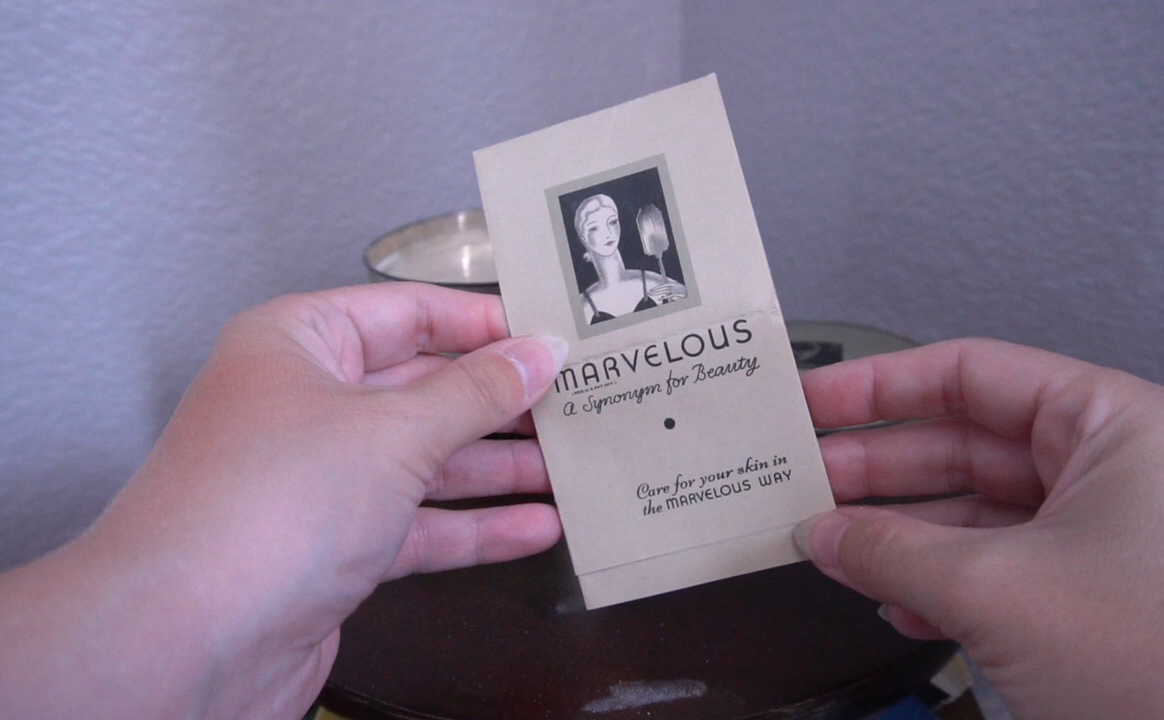 MARVELOUS
A Synonym for Beauty
Care for your skin in
the MARVELOUS WAY